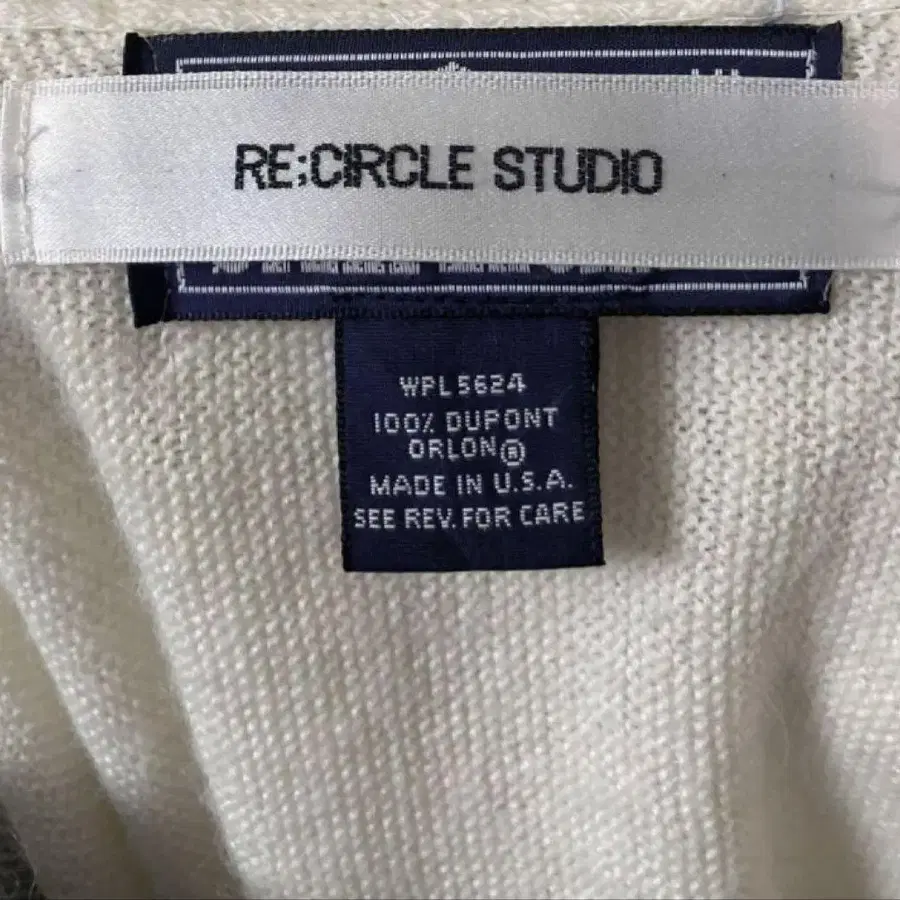 RE;CIRCLE STUDIO
WPL5624
100% DUPONT
ORLON®
MADE IN U.S.A.
SEE REV. FOR CARE